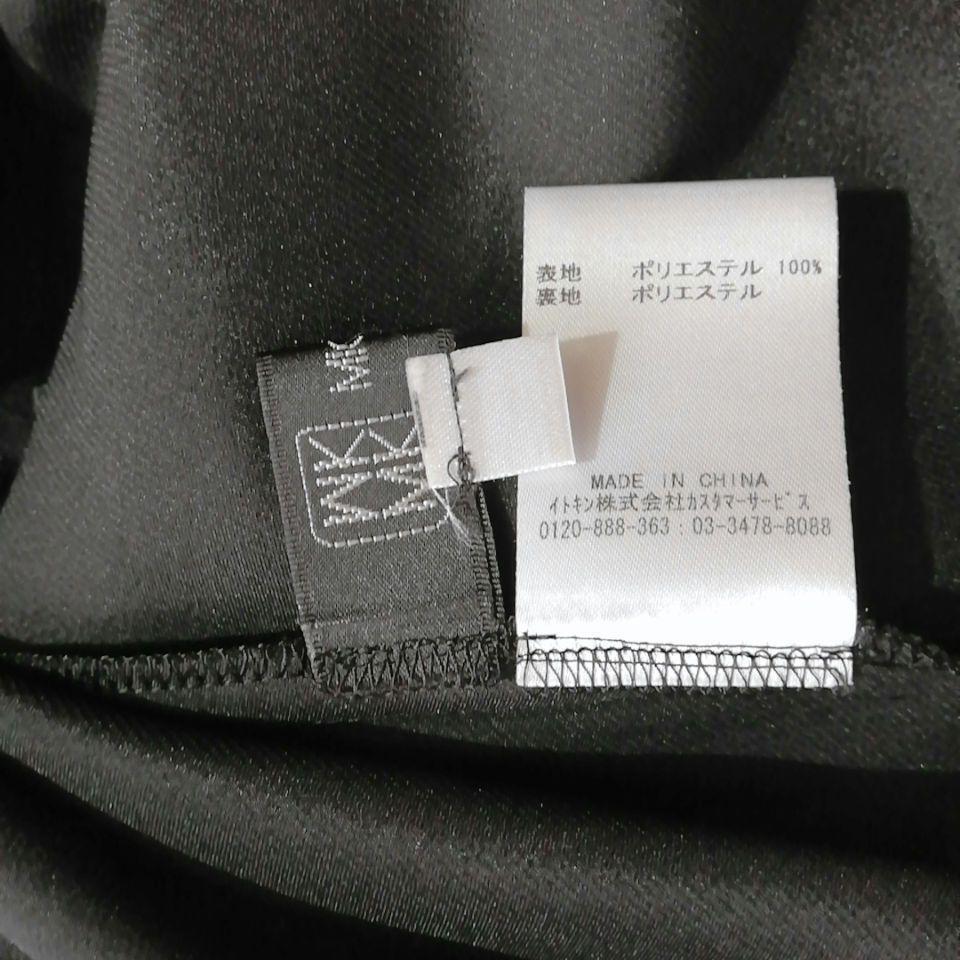 表地 ポリエステル 100%
裏地 ポリエステル
MADE IN CHINA
イトキン株式会社カスタマーサービス
0120-888-363 : 03-3478-8088
MK
MK